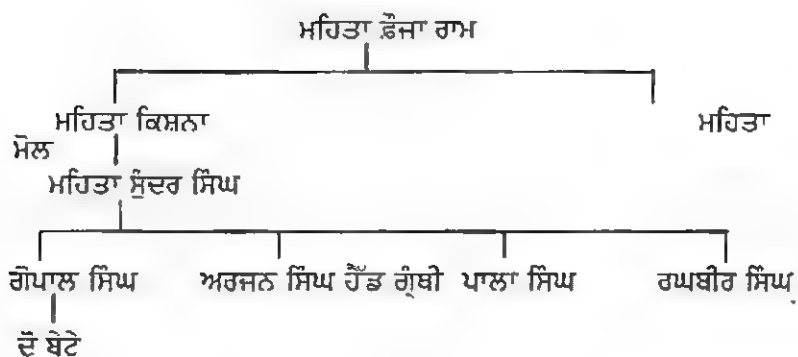 ਮਹਿਤਾ ਫ਼ੌਜਾ ਰਾਮ
ਮਹਿਤਾ ਕਿਸ਼ਨਾ ਮਹਿਤਾ
ਮੋਲ
ਮਹਿਤਾ ਸੁੰਦਰ ਸਿੰਘ
ਗੋਪਾਲ ਸਿੰਘ ਅਰਜਨ ਸਿੰਘ ਹੈੱਡ ਗ੍ਰੰਥੀ ਪਾਲਾ ਸਿੰਘ ਰਘਬੀਰ ਸਿੰਘ
ਦੋ ਬੇਟੇ